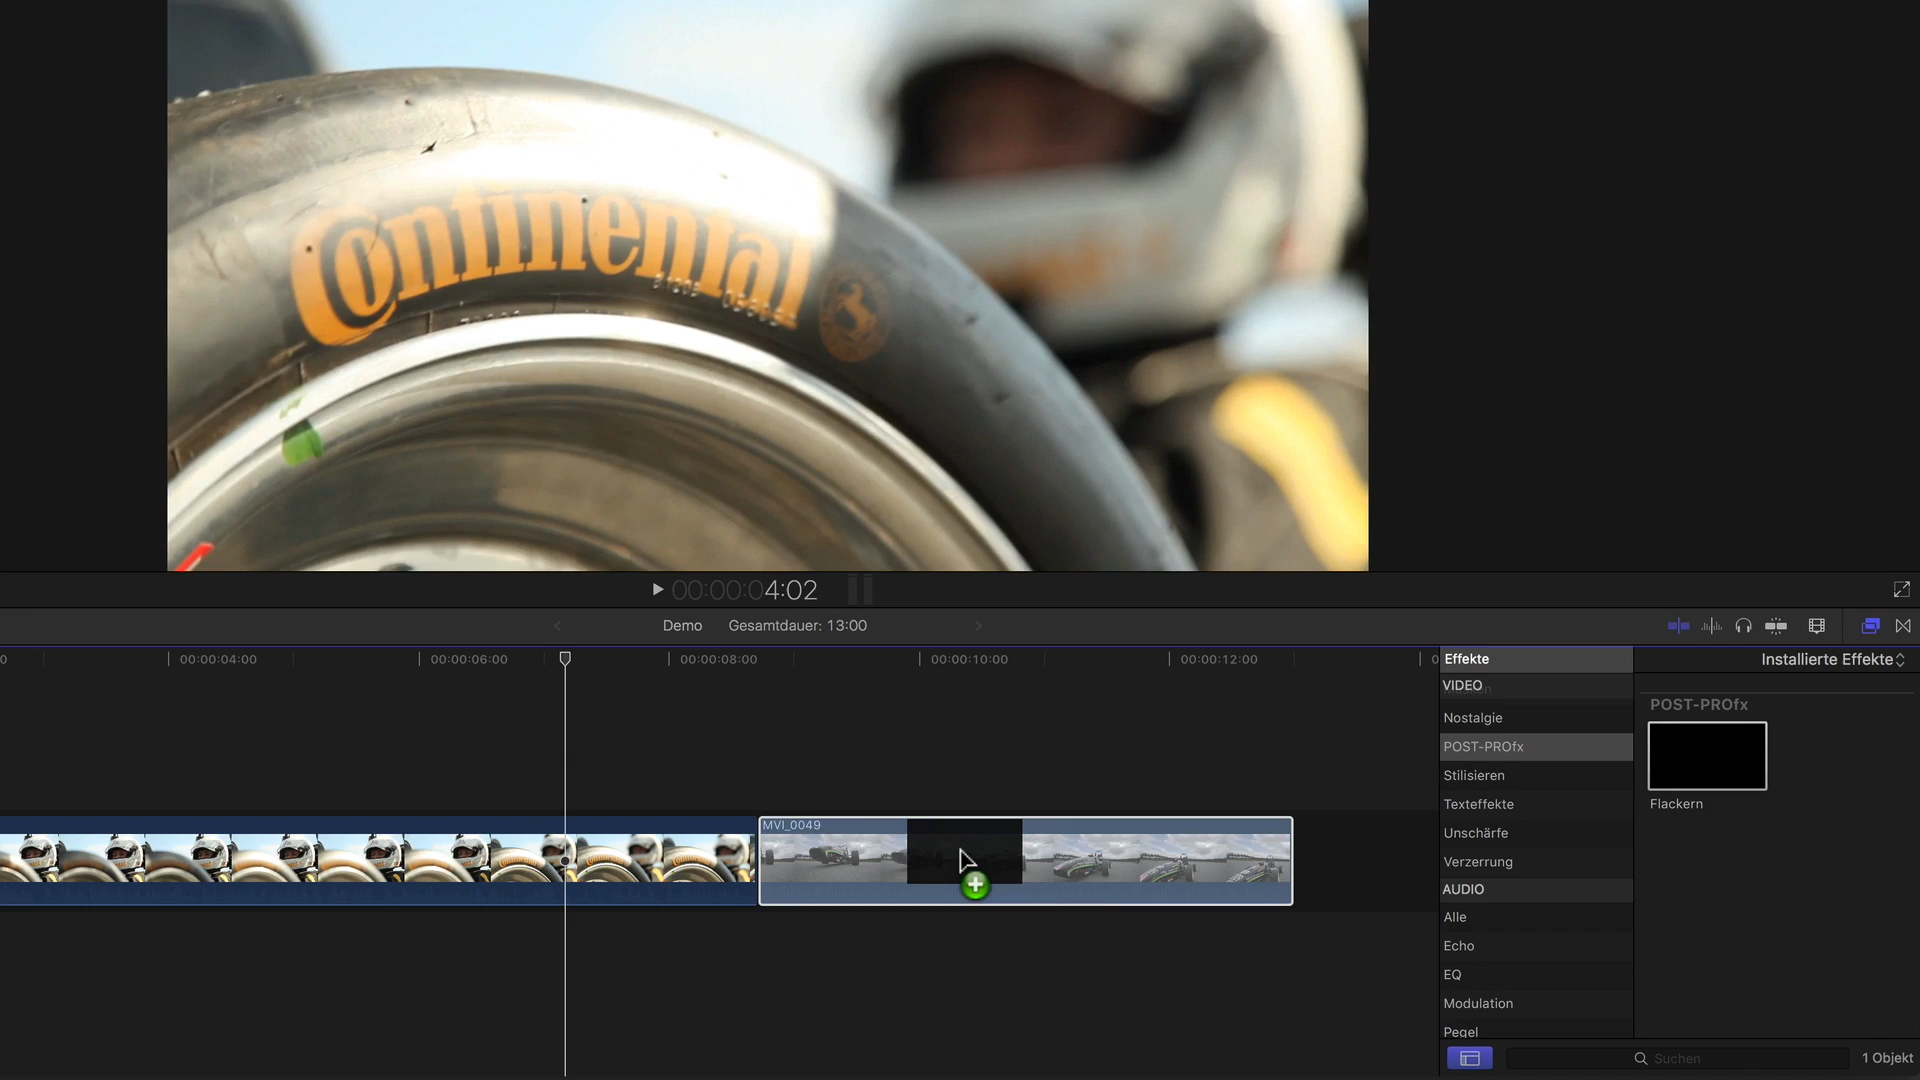 Continental
00:00:04:02
Demo
Gesamtdauer: 13:00
0
00:00:04:00
00:00:06:00
00:00:08:00
00:00:10:00
00:00:12:00
0
Effekte
VIDEO
Nostalgie
POST-PROfx
Stilisieren
Texteffekte
Unschärfe
Verzerrung
AUDIO
Alle
Echo
EQ
Modulation
Pegel
Installierte Effekte
POST-PROfx
Flackern
MVI_0049
Suchen
1 Objekt